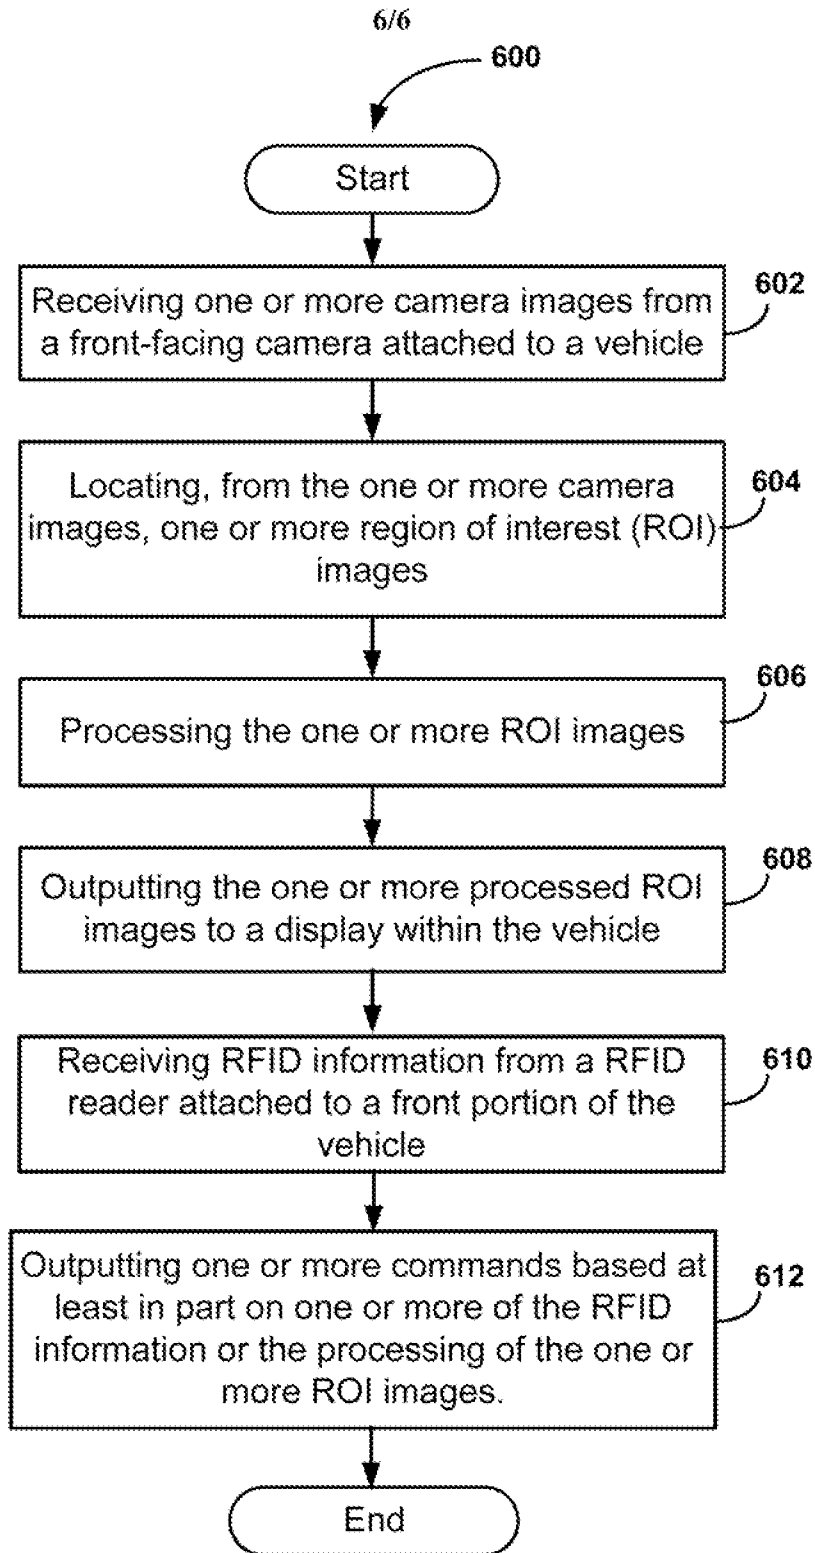 6/6
600
Start
Receiving one or more camera images from
a front-facing camera attached to a vehicle
602
Locating, from the one or more camera
images, one or more region of interest (ROI)
images
604
Processing the one or more ROI images
606
Outputting the one or more processed ROI
images to a display within the vehicle
608
Receiving RFID information from a RFID
reader attached to a front portion of the
vehicle
610
Outputting one or more commands based at
least in part on one or more of the RFID
information or the processing of the one or
more ROI images.
612
End